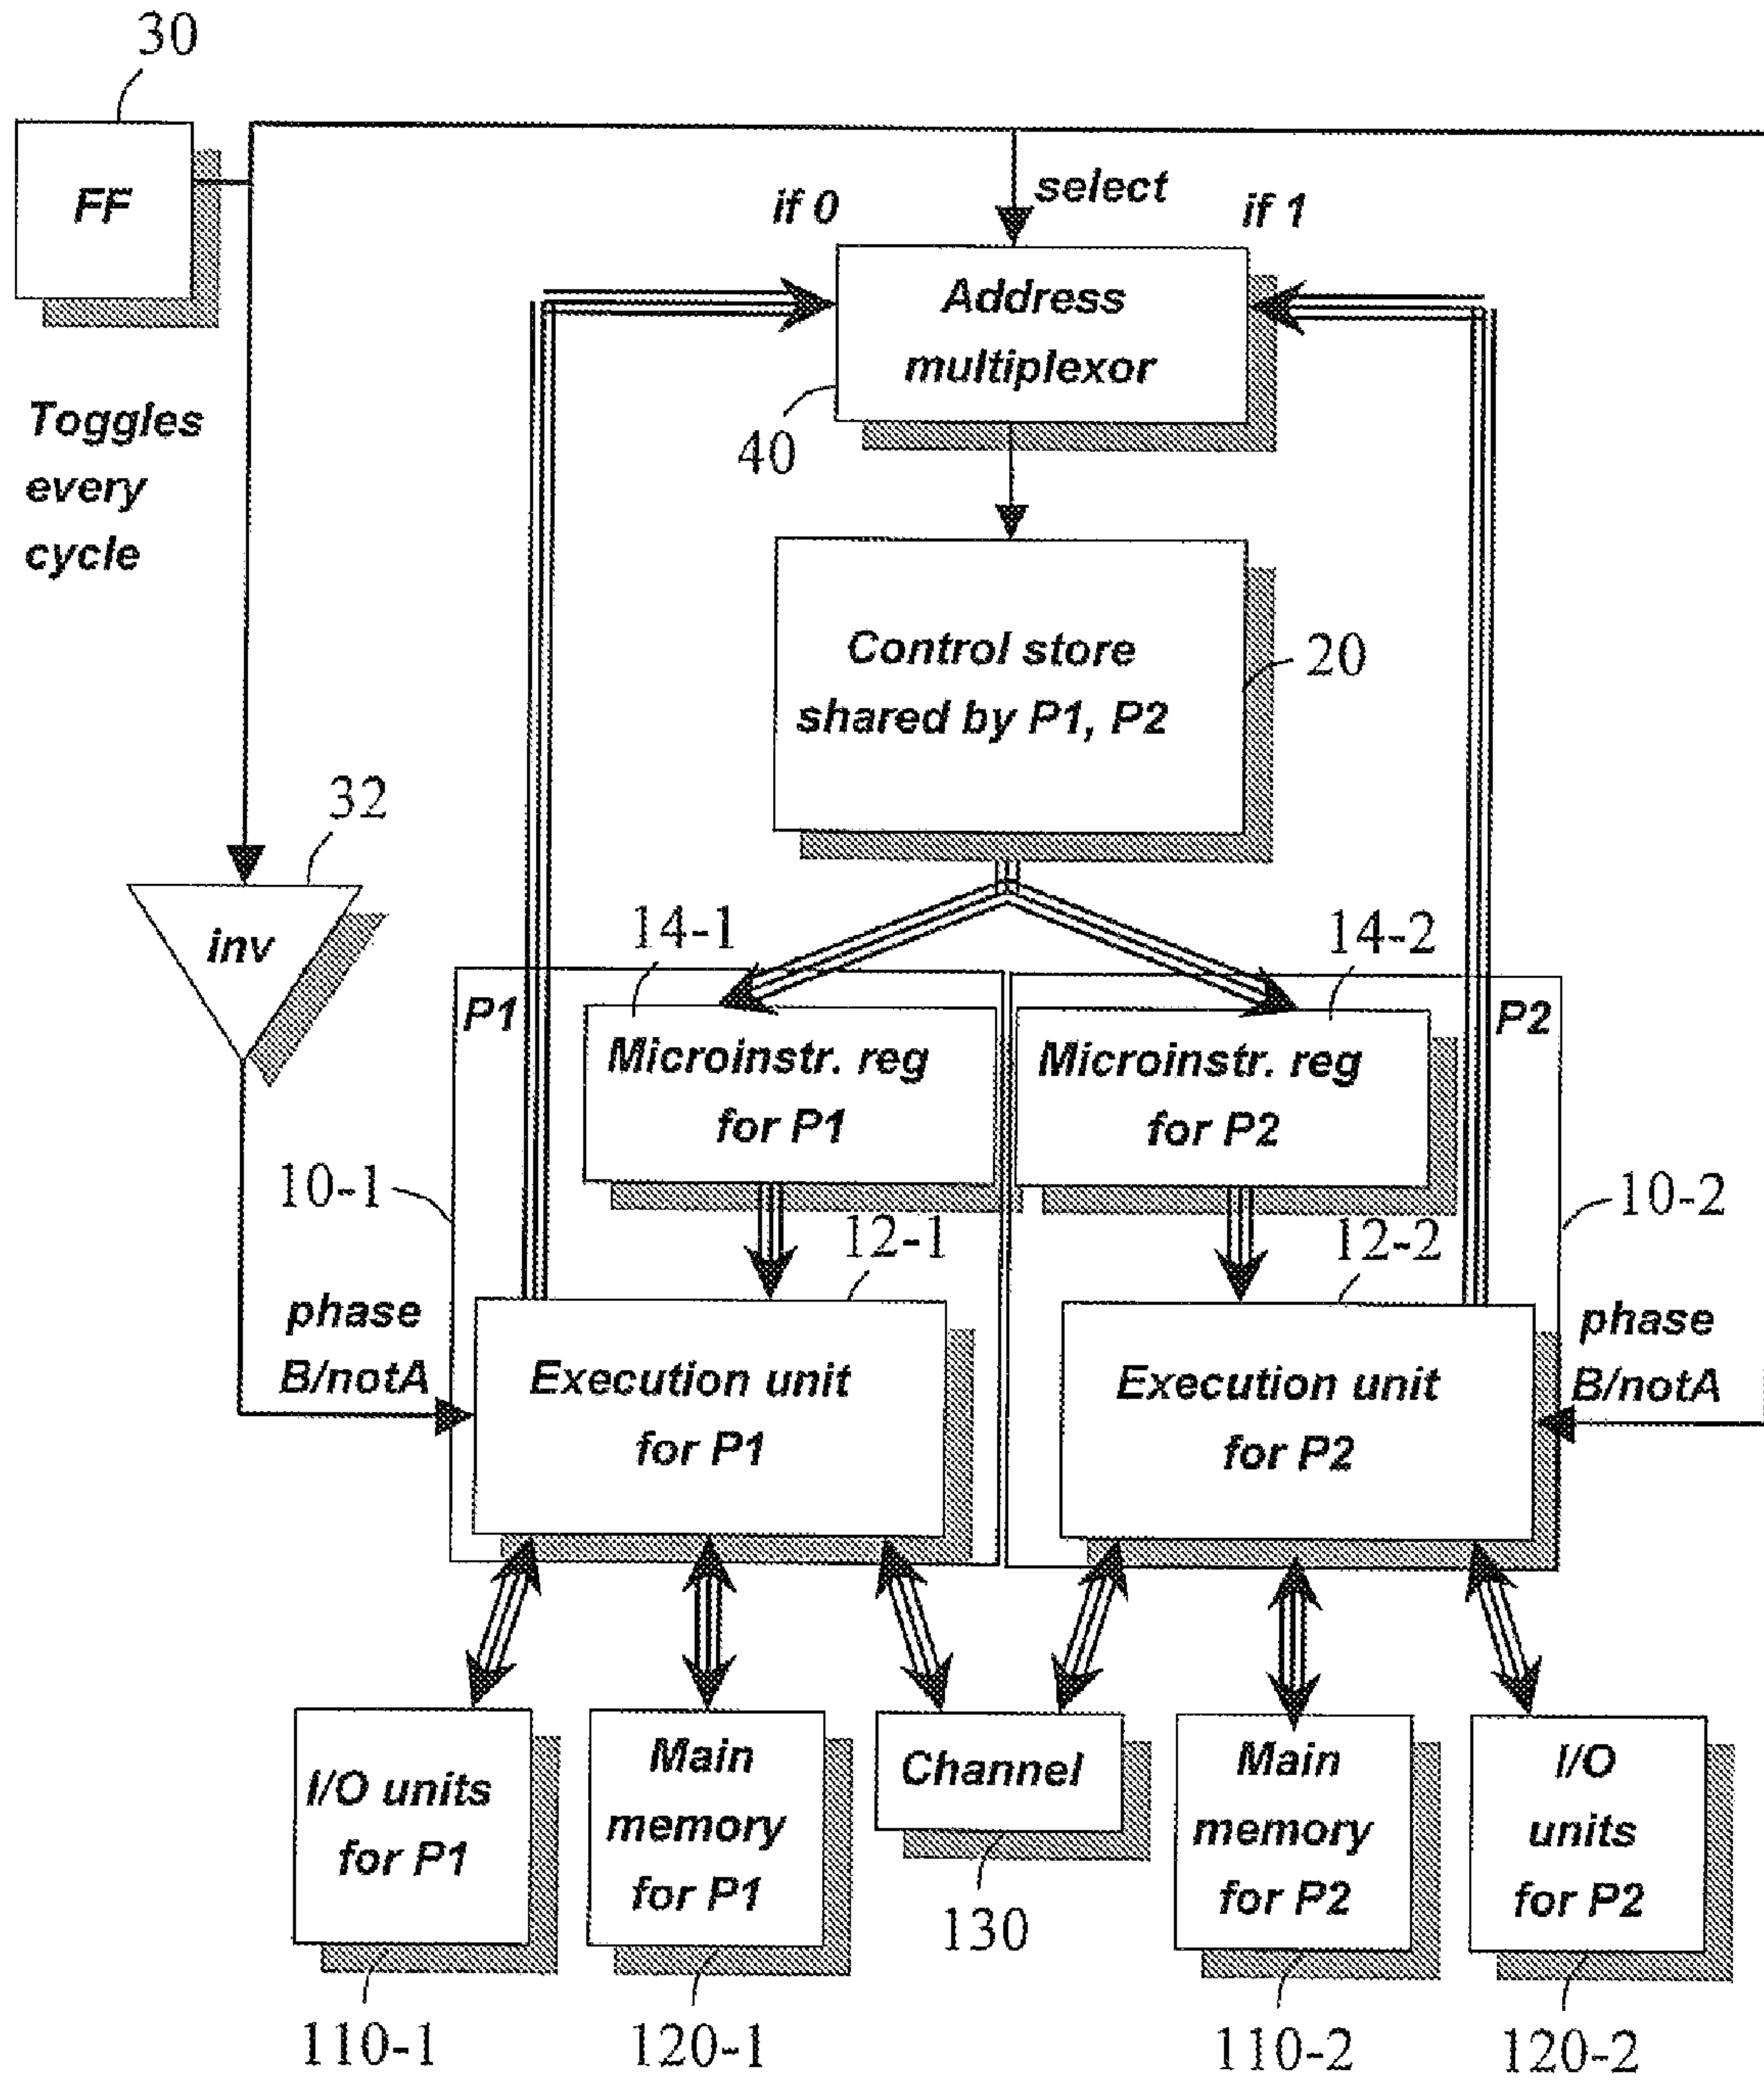 30
FF
if 0
select
if 1
Address
multiplexor
40
Toggles
every
cycle
Control store
shared by P1, P2
20
32
inv
14-1
14-2
P1
P2
Microinstr. reg
for P1
Microinstr. reg
for P2
10-1
10-2
12-1
12-2
phase
B/notA
phase
B/notA
Execution unit
for P1
Execution unit
for P2
I/O units
for P1
Main
memory
for P1
Channel
Main
memory
for P2
I/O
units
for P2
130
110-1
120-1
110-2
120-2